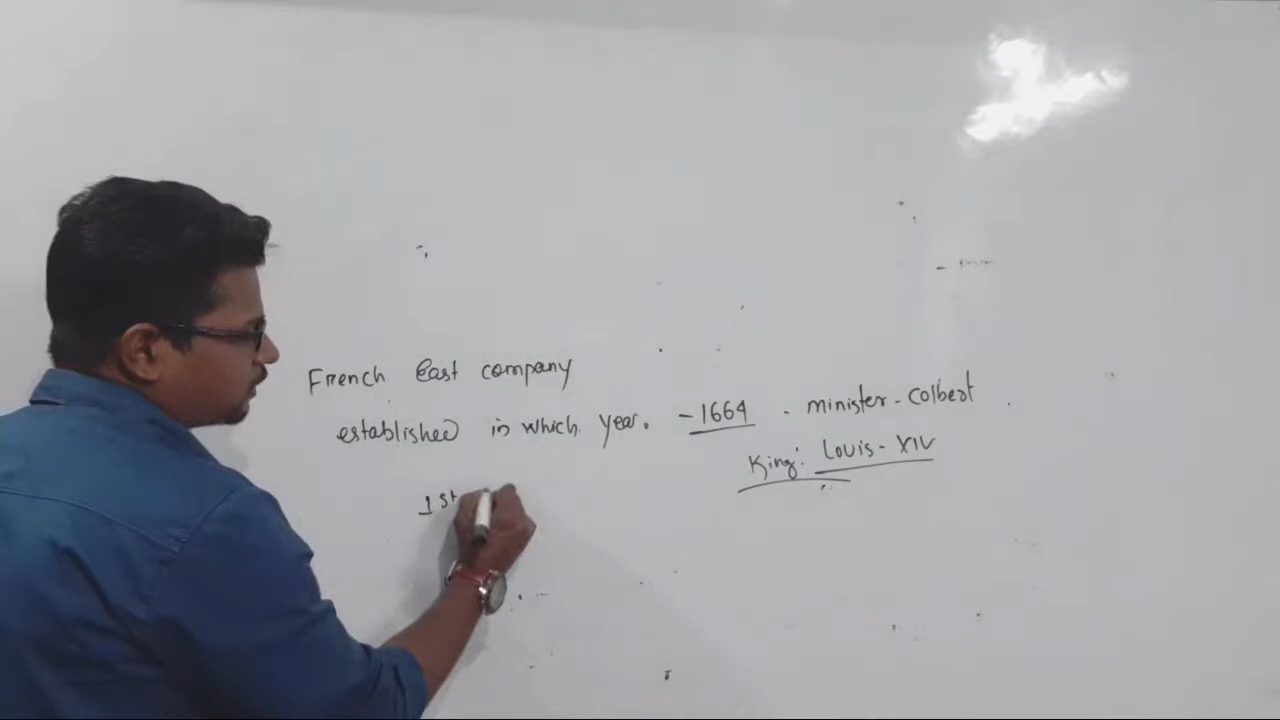 French East company
established in which year. - 1664 - minister - Colbert
King: Louis - XIV
1st